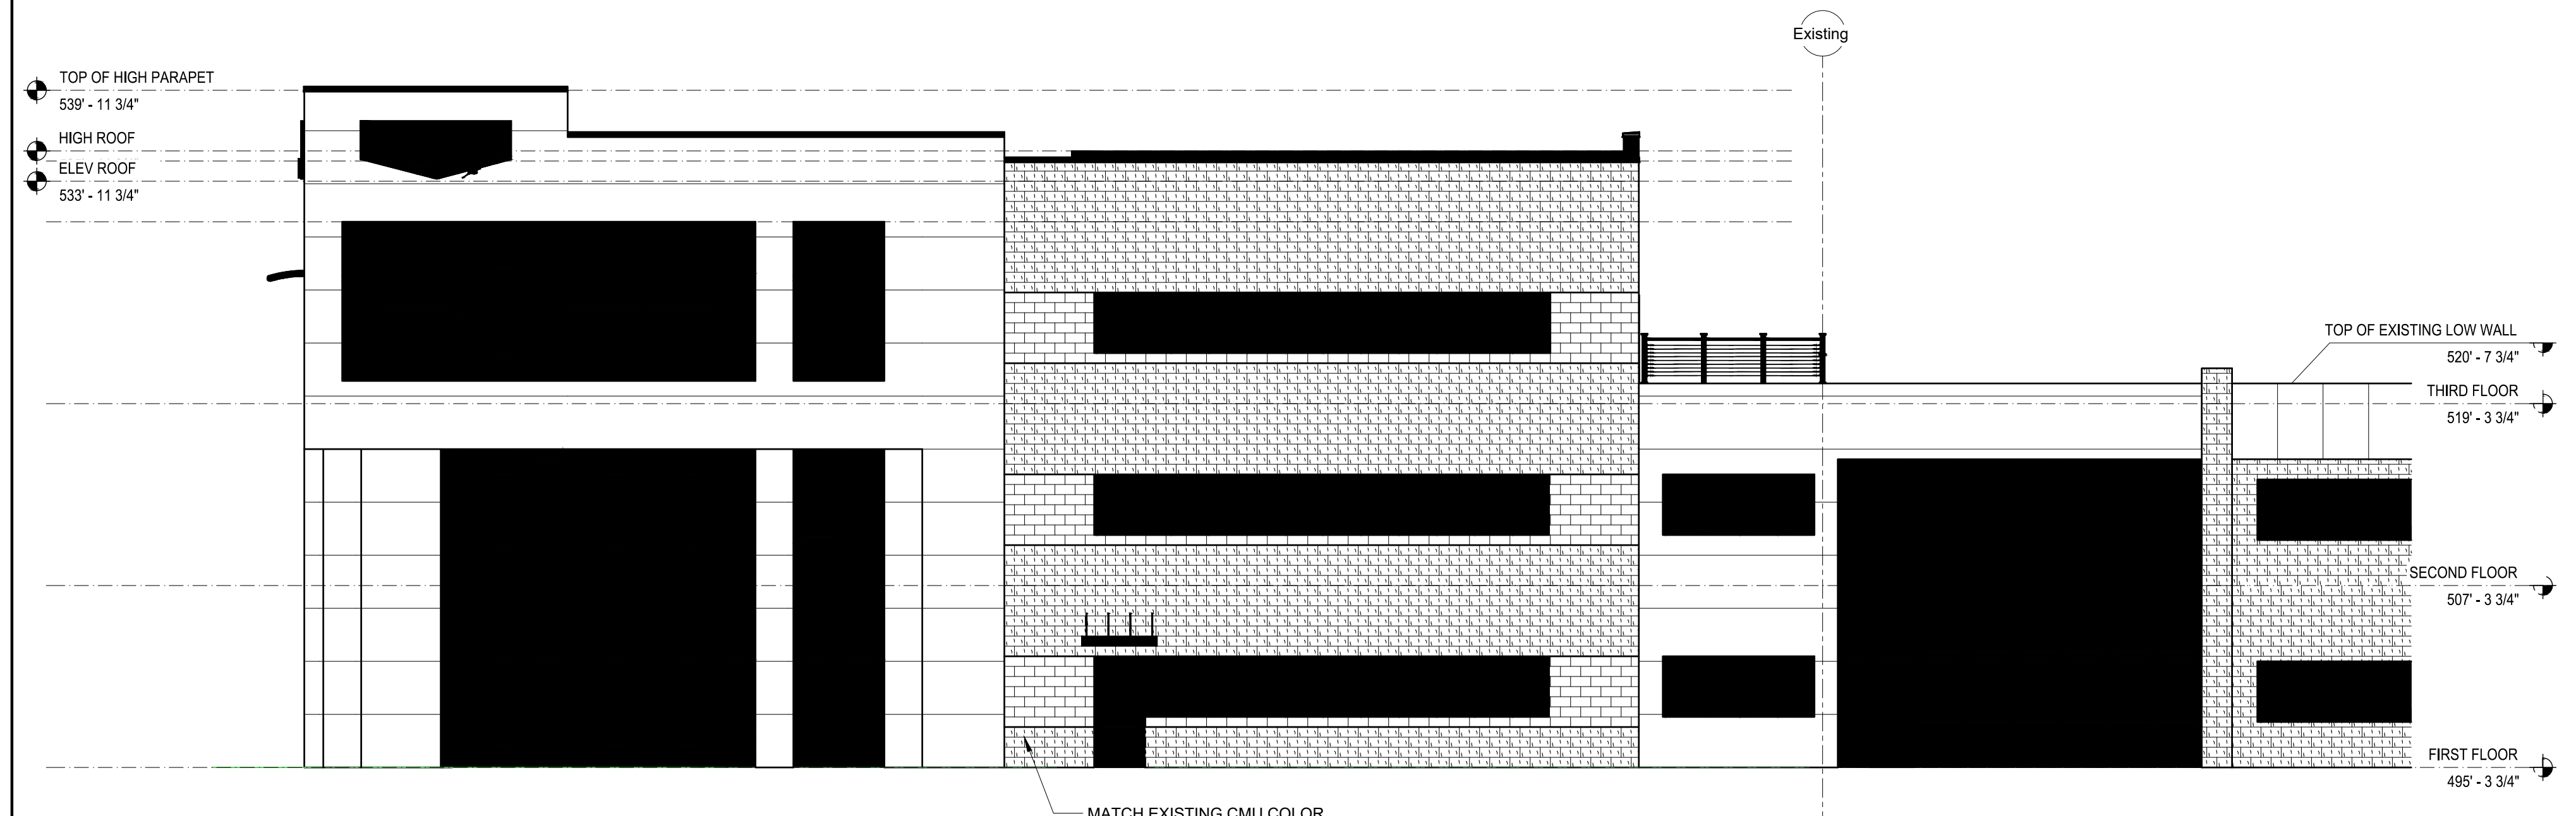 Existing
TOP OF HIGH PARAPET
539' - 11 3/4"
HIGH ROOF
ELEV ROOF
533' - 11 3/4"
TOP OF EXISTING LOW WALL
520' - 7 3/4"
THIRD FLOOR
519' - 3 3/4"
SECOND FLOOR
507' - 3 3/4"
FIRST FLOOR
495' - 3 3/4"
MATCH EXISTING CMU COLOR